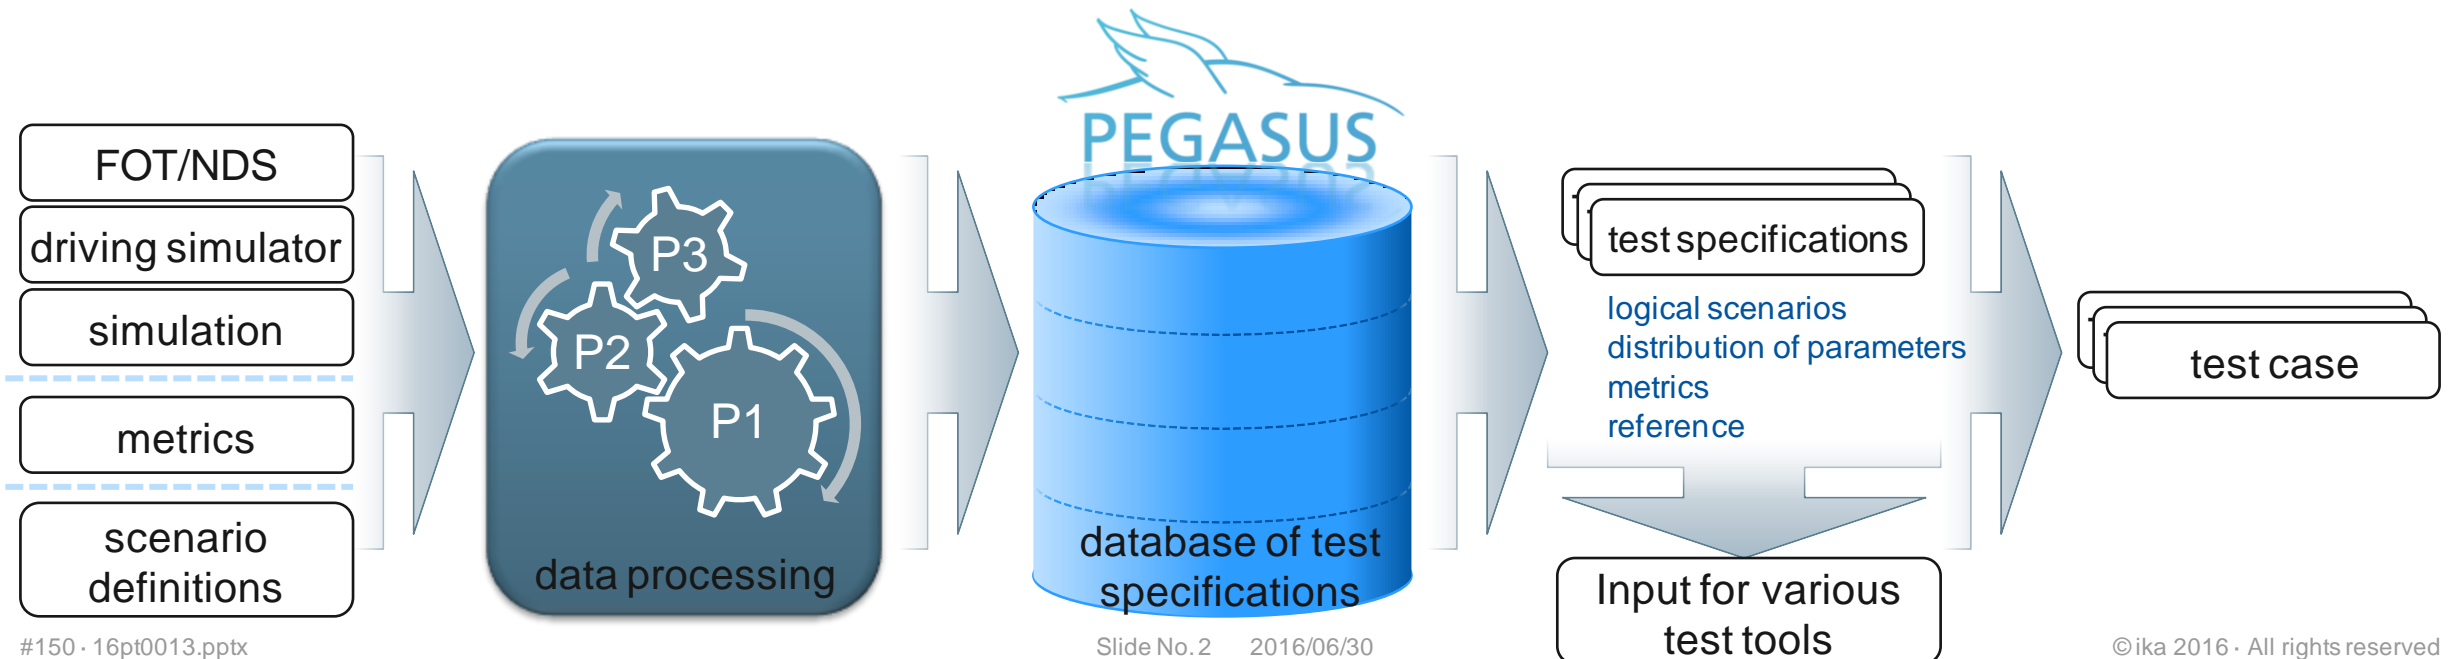 PEGASUS
FOT/NDS
driving simulator
simulation
metrics
scenario
definitions
P3
P2
P1
data processing
database of test
specifications
test specifications
logical scenarios
distribution of parameters
metrics
reference
Input for various
test tools
test case
#150 · 16pt0013.pptx
Slide No. 2 2016/06/30
© ika 2016 · All rights reserved